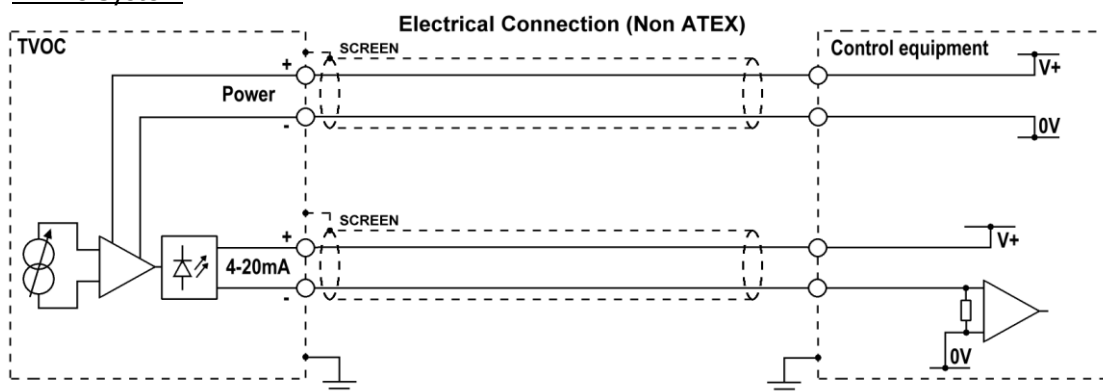 Electrical Connection (Non ATEX)
TVOC
SCREEN
Control equipment
+
V+
Power
-
0V
SCREEN
+
V+
4-20mA
-
0V